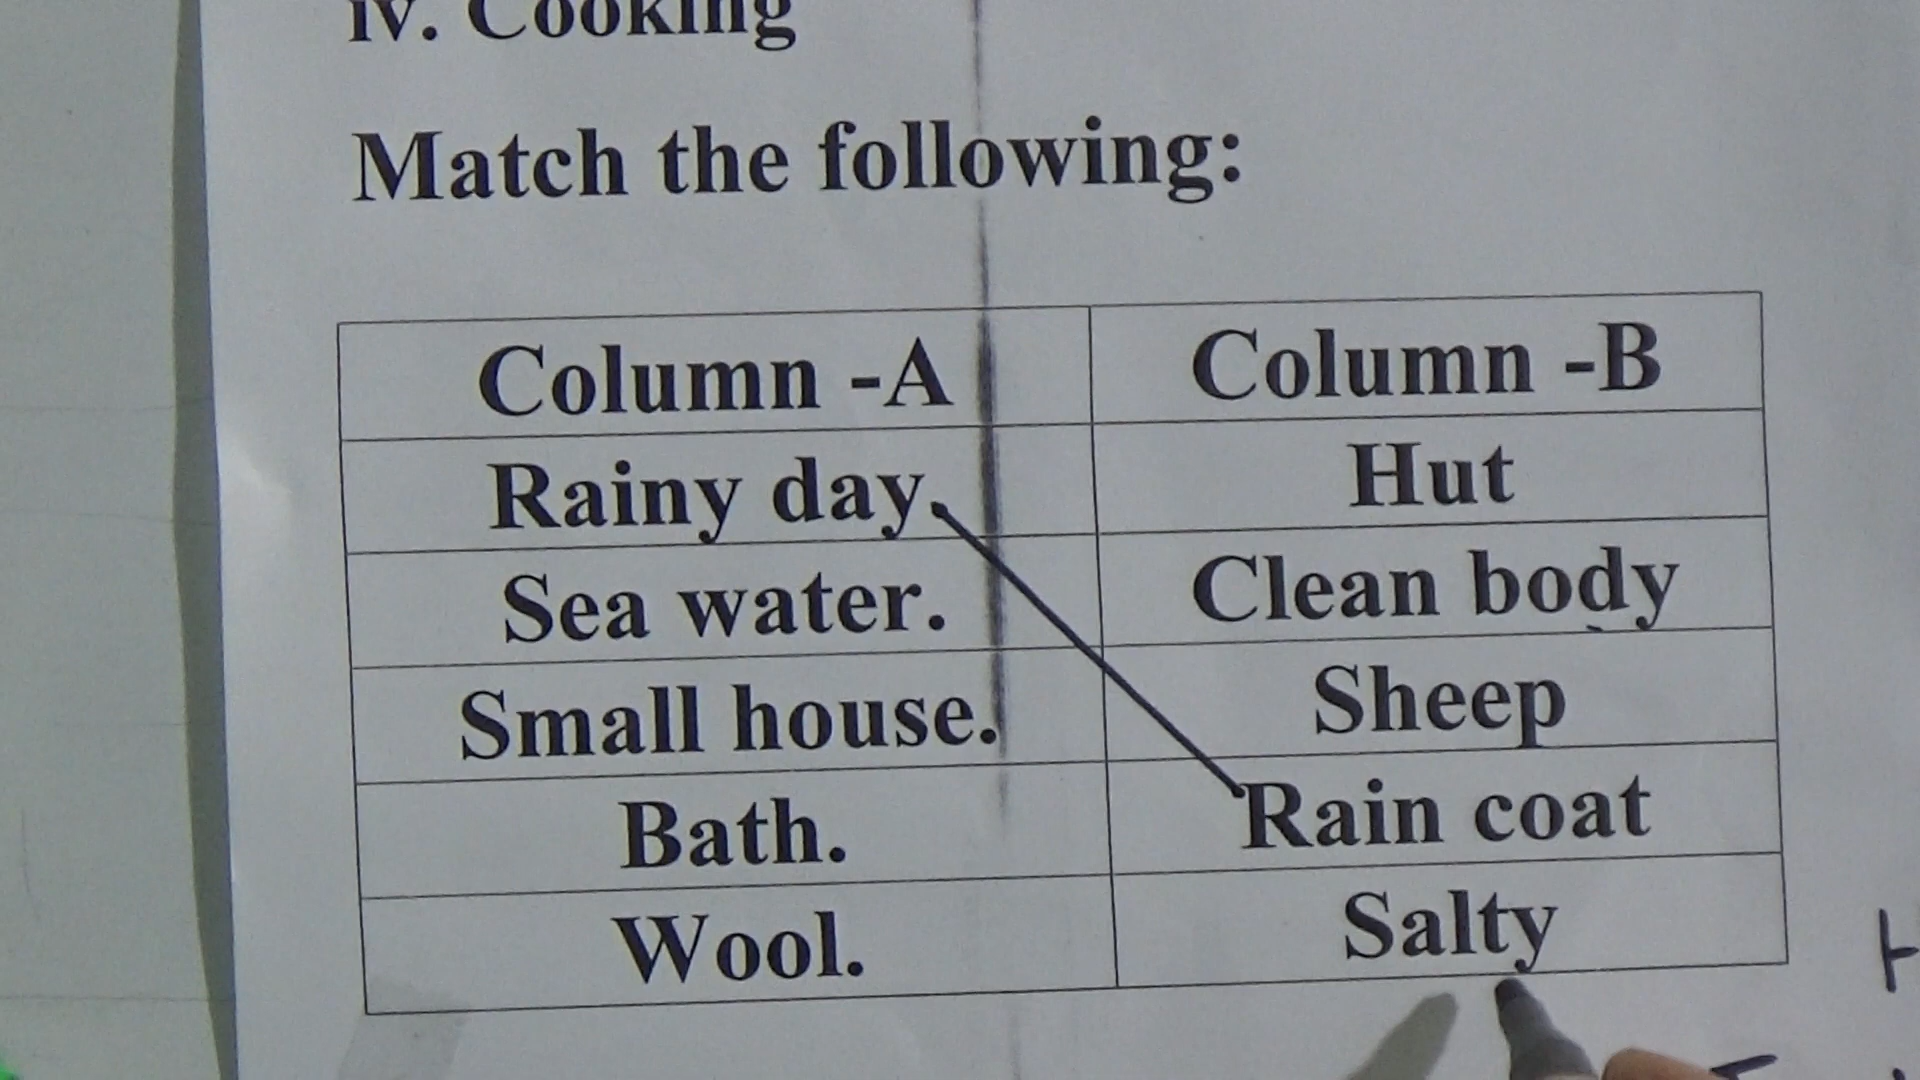 iv. Cooking
Match the following:
Column -A Column -B
Rainy day. Hut
Sea water. Clean body
Small house. Sheep
Bath. Rain coat
Wool. Salty